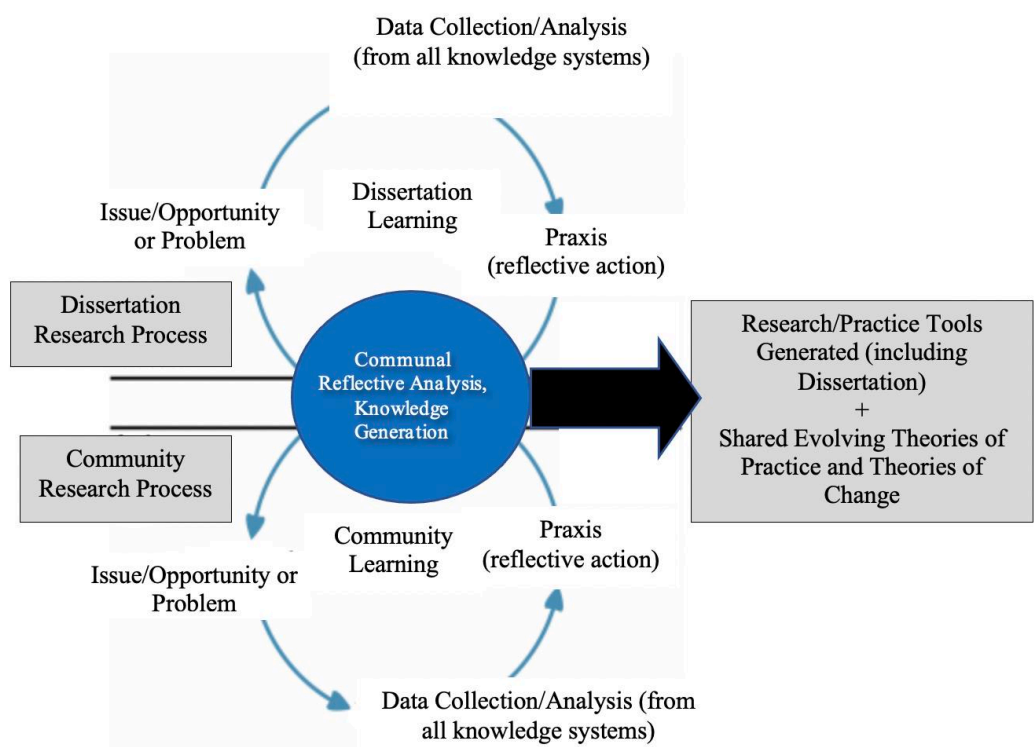 Data Collection/Analysis
(from all knowledge systems)
Dissertation
Learning
Issue/Opportunity
or Problem
Praxis
(reflective action)
Dissertation
Research Process
Communal
Reflective Analysis,
Knowledge
Generation
Research/Practice Tools
Generated (including
Dissertation)
+
Shared Evolving Theories of
Practice and Theories of
Change
Community
Research Process
Community
Learning
Praxis
(reflective action)
Issue/Opportunity or
Problem
Data Collection/Analysis (from
all knowledge systems)